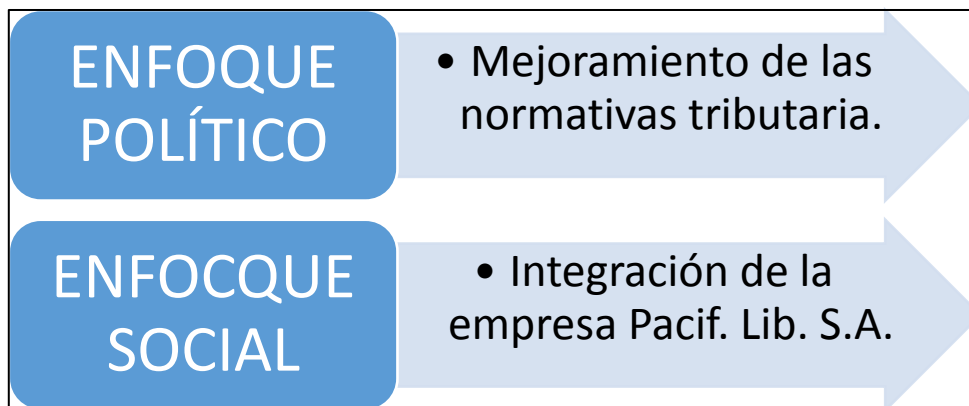 ENFOQUE
POLÍTICO
• Mejoramiento de las
normativas tributaria.
ENFOCQUE
SOCIAL
• Integración de la
empresa Pacif. Lib. S.A.